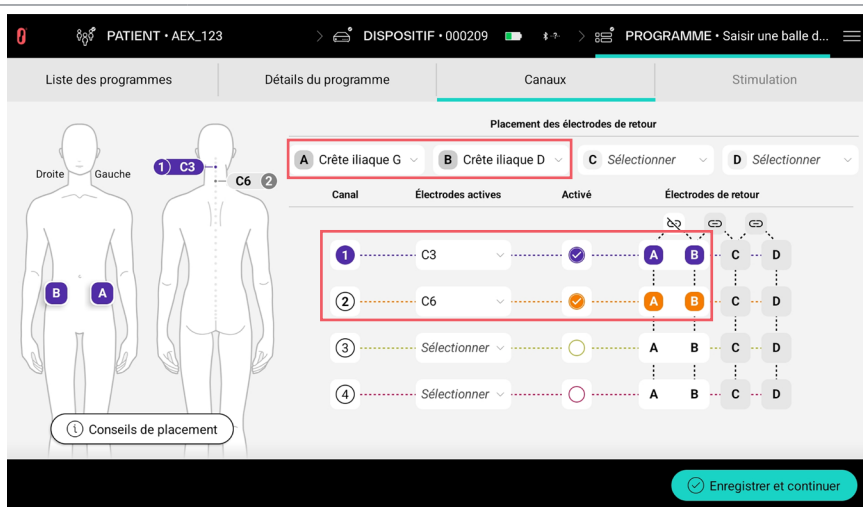 PATIENT • AEX_123 > DISPOSITIF • 000209 -?- > PROGRAMME • Saisir une balle d...
Liste des programmes Détails du programme Canaux Stimulation
Placement des électrodes de retour
A Crête iliaque G B Crête iliaque D C Sélectionner D Sélectionner
Droite Gauche 1 C3
C6 2
Canal Électrodes actives Activé Électrodes de retour
1 C3 A B C D
B A
2 C6 A B C D
3 Sélectionner A B C D
4 Sélectionner A B C D
i Conseils de placement
Enregistrer et continuer